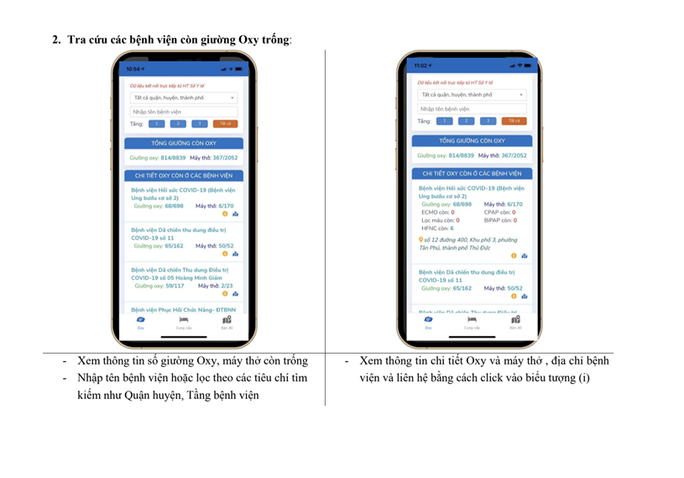 2. Tra cứu các bệnh viện còn giường Oxy trống:
10:04
Dữ liệu kết nối trực tiếp từ HT Sở Y tế
Tất cả quận, huyện, thành phố
Nhập tên bệnh viện
Tầng: 1 2 3 Tất cả
TỔNG GIƯỜNG CÒN OXY
Giường oxy: 814/8839 Máy thở: 367/2052
CHI TIẾT OXY CÒN Ở CÁC BỆNH VIỆN
Bệnh viện Hồi sức COVID-19 (Bệnh viện
Ung bướu cơ sở 2)
Giường oxy: 68/698 Máy thở: 6/170
Bệnh viện Dã chiến thu dung điều trị
COVID-19 số 11
Giường oxy: 65/162 Máy thở: 50/52
Bệnh viện Dã chiến Thu dung Điều trị
COVID-19 số 05 Hoàng Minh Giám
Giường oxy: 59/117 Máy thở: 2/23
Bệnh viện Phục Hồi Chức Năng- ĐTBNN
Oxy Cung cấp Bản đồ
- Xem thông tin số giường Oxy, máy thở còn trống
- Nhập tên bệnh viện hoặc lọc theo các tiêu chí tìm
kiếm như Quận huyện, Tầng bệnh viện
11:02
Dữ liệu kết nối trực tiếp từ HT Sở Y tế
Tất cả quận, huyện, thành phố
Nhập tên bệnh viện
Tầng: 1 2 3 Tất cả
TỔNG GIƯỜNG CÒN OXY
Giường oxy: 814/8839 Máy thở: 367/2052
CHI TIẾT OXY CÒN Ở CÁC BỆNH VIỆN
Bệnh viện Hồi sức COVID-19 (Bệnh viện
Ung bướu cơ sở 2)
Giường oxy: 68/698 Máy thở: 6/170
ECMO còn: 0 CPAP còn: 0
Lọc máu còn: 0 BiPAP còn: 0
HFNC còn: 6
số 12 đường 400, Khu phố 3, phường
Tân Phú, thành phố Thủ Đức
Bệnh viện Dã chiến thu dung điều trị
COVID-19 số 11
Giường oxy: 65/162 Máy thở: 50/52
Bệnh viện Dã chiến Thu dung Điều trị
Oxy Cung cấp Bản đồ
- Xem thông tin chi tiết Oxy và máy thở , địa chỉ bệnh
viện và liên hệ bằng cách click vào biểu tượng (i)